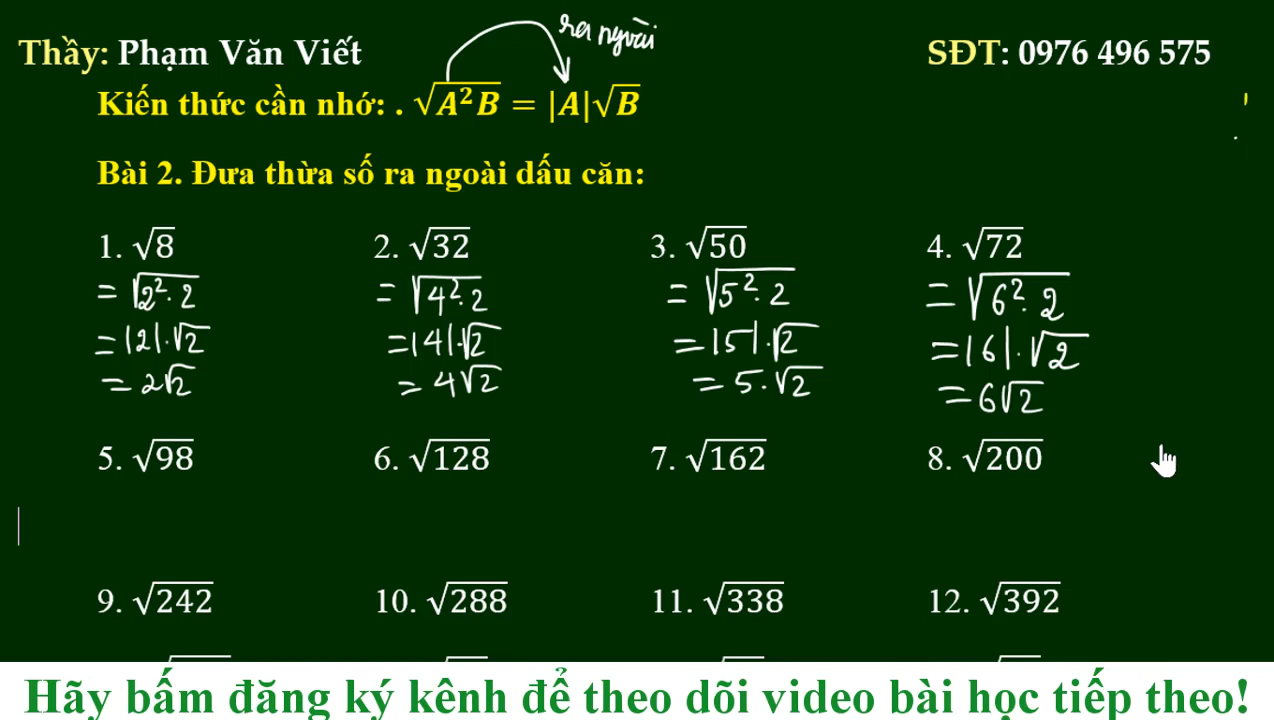 ra ngoài
Thầy: Phạm Văn Viết SĐT: 0976 496 575
Kiến thức cần nhớ: . √(A²B) = |A|√B
Bài 2. Đưa thừa số ra ngoài dấu căn:
1. √8 2. √32 3. √50 4. √72
= √(2².2) = √(4².2) = √(5².2) = √(6².2)
= |2|.√2 = |4|.√2 = |5|.√2 = |6|.√2
= 2√2 = 4√2 = 5.√2 = 6√2
5. √98 6. √128 7. √162 8. √200
9. √242 10. √288 11. √338 12. √392
Hãy bấm đăng ký kênh để theo dõi video bài học tiếp theo!